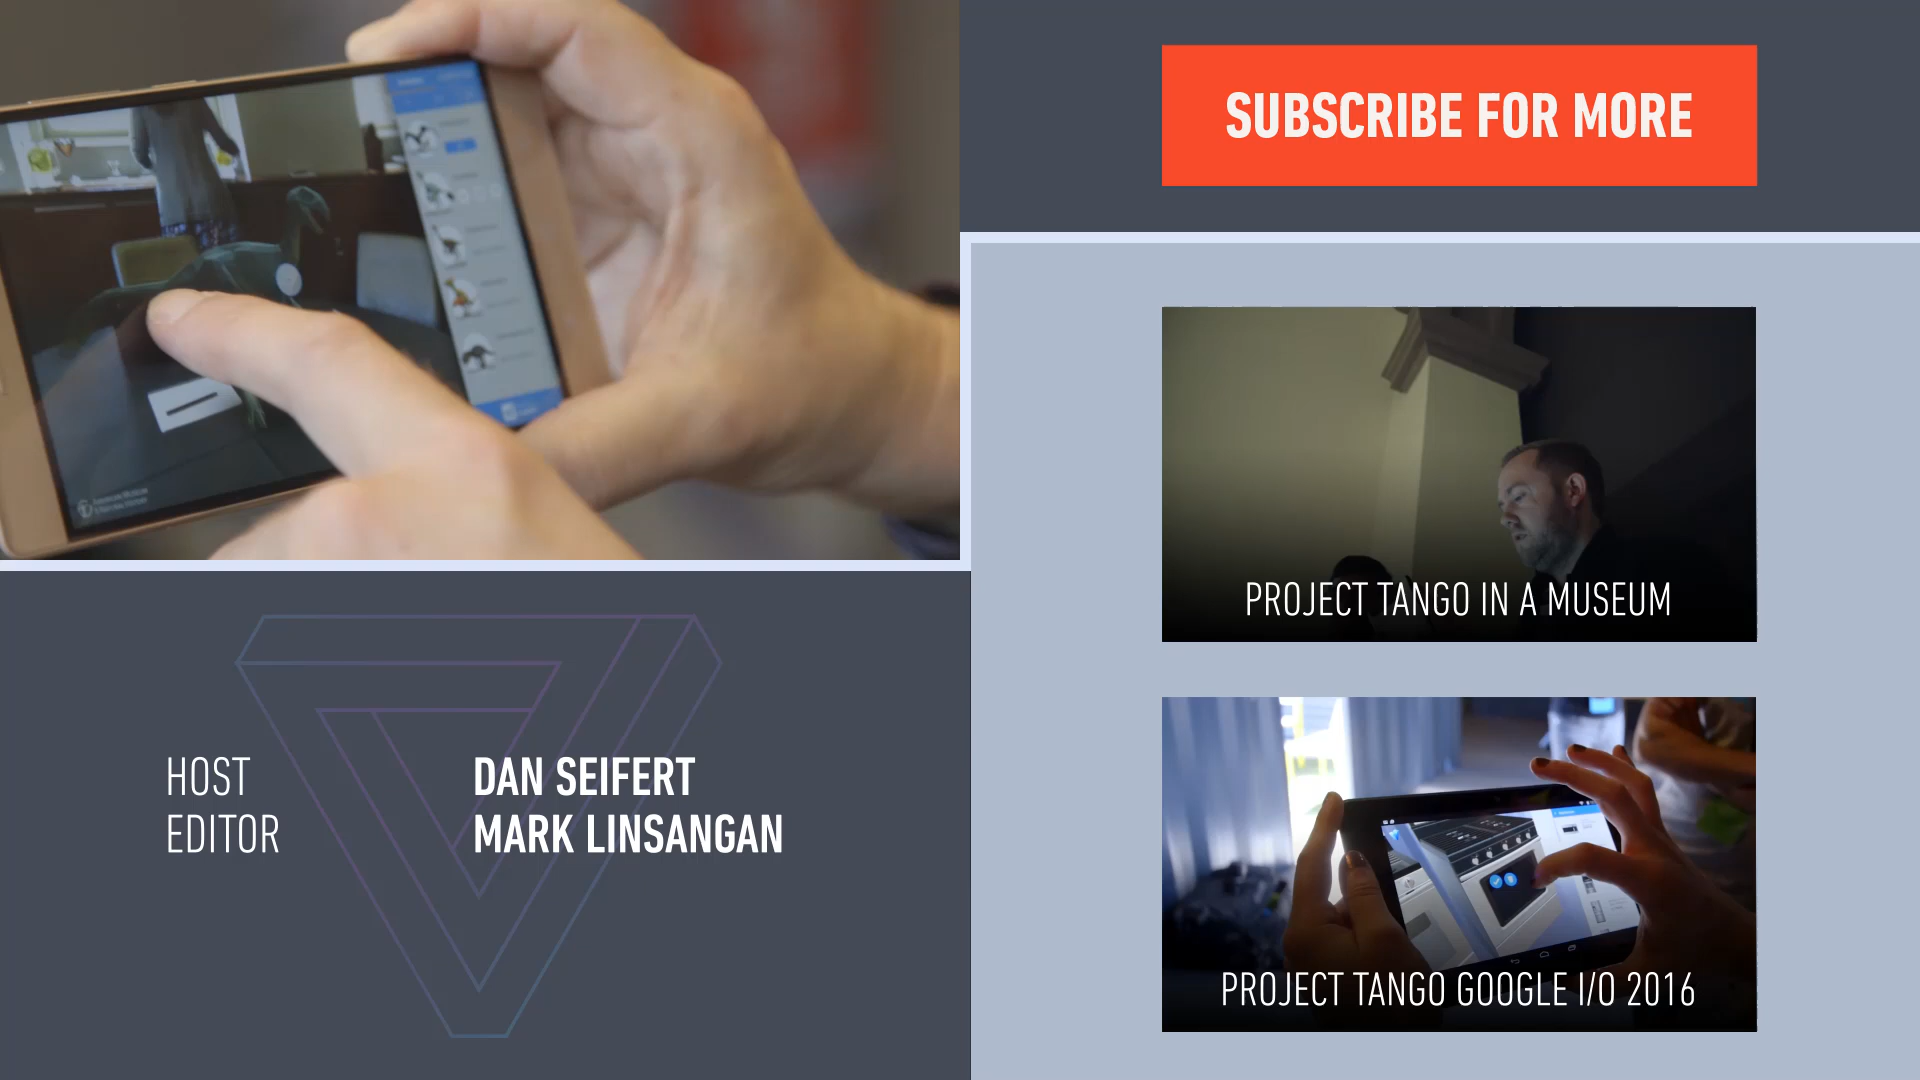 SUBSCRIBE FOR MORE
PROJECT TANGO IN A MUSEUM
HOST DAN SEIFERT
EDITOR MARK LINSANGAN
PROJECT TANGO GOOGLE I/O 2016